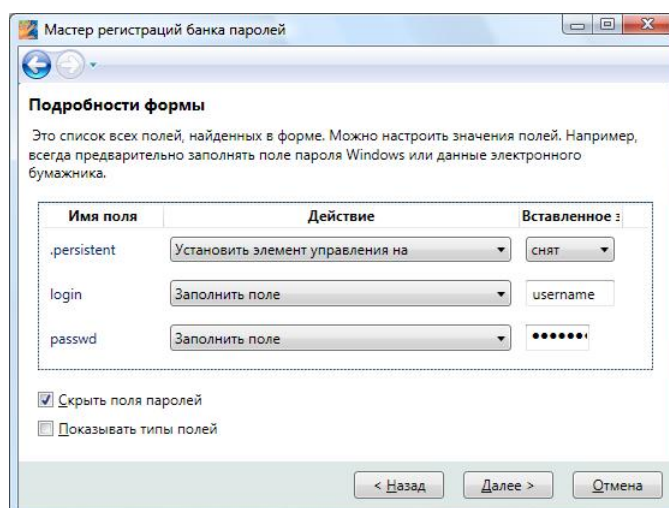 Мастер регистраций банка паролей
Подробности формы
Это список всех полей, найденных в форме. Можно настроить значения полей. Например,
всегда предварительно заполнять поле пароля Windows или данные электронного
бумажника.
Имя поля Действие Вставленное з
.persistent Установить элемент управления на снят
login Заполнить поле username
passwd Заполнить поле
Скрыть поля паролей
Показывать типы полей
< Назад Далее > Отмена